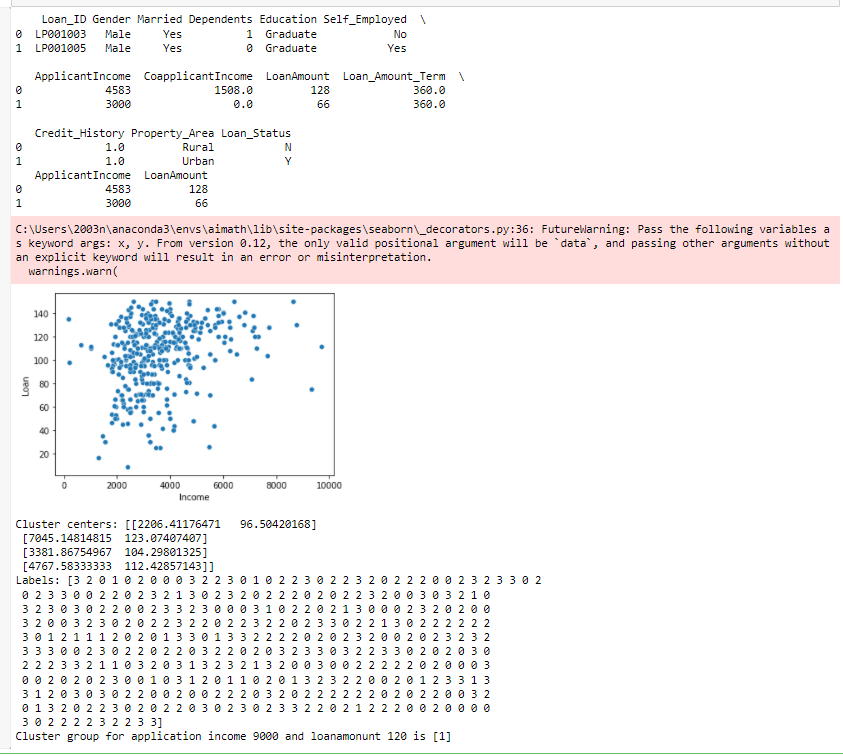 Loan_ID Gender Married Dependents Education Self_Employed \
0 LP001003 Male Yes 1 Graduate No
1 LP001005 Male Yes 0 Graduate Yes
ApplicantIncome CoapplicantIncome LoanAmount Loan_Amount_Term \
0 4583 1508.0 128 360.0
1 3000 0.0 66 360.0
Credit_History Property_Area Loan_Status
0 1.0 Rural N
1 1.0 Urban Y
ApplicantIncome LoanAmount
0 4583 128
1 3000 66
C:\Users\2003n\anaconda3\envs\aimath\lib\site-packages\seaborn\_decorators.py:36: FutureWarning: Pass the following variables a
s keyword args: x, y. From version 0.12, the only valid positional argument will be `data`, and passing other arguments without
an explicit keyword will result in an error or misinterpretation.
warnings.warn(
140
120
100
80
60
40
20
Loan
0 2000 4000 6000 8000 10000
Income
Cluster centers: [[2206.41176471 96.50420168]
[7045.14814815 123.07407407]
[3381.86754967 104.29801325]
[4767.58333333 112.42857143]]
Labels: [3 2 0 1 0 2 0 0 0 3 2 2 3 0 1 0 2 2 3 0 2 2 3 2 0 2 2 2 0 0 2 3 2 3 3 0 2
0 2 3 3 0 0 2 2 0 2 3 2 1 3 0 2 3 2 0 2 2 2 0 2 0 2 2 3 2 0 0 3 0 3 2 1 0
3 2 3 0 3 0 2 2 0 0 2 3 3 2 3 0 0 0 3 1 0 2 2 0 2 1 3 0 0 0 2 3 2 0 2 0 0
3 2 0 0 3 2 3 0 2 0 2 2 3 2 2 0 2 2 3 2 2 0 2 3 3 0 2 2 1 3 0 2 2 2 2 2 2
3 0 1 2 1 1 1 2 0 2 0 1 3 3 0 1 3 3 2 2 2 2 0 2 0 0 2 3 2 0 0 2 0 2 3 2 3 2
3 3 3 0 0 2 3 0 2 2 0 2 2 0 3 2 2 0 2 0 3 2 3 3 0 3 2 2 3 3 0 2 0 2 0 3 0
2 2 2 3 3 2 1 1 0 3 2 0 3 1 3 2 3 2 1 3 2 0 0 3 0 0 2 2 2 2 2 0 2 0 0 0 3
0 0 2 0 2 0 2 3 0 0 1 0 3 1 2 0 1 1 0 2 0 1 3 2 3 2 2 0 0 2 0 1 2 3 3 1 3
3 1 2 0 3 0 3 0 2 2 0 0 2 0 0 2 2 2 0 3 2 0 2 2 2 2 2 2 0 2 0 2 2 0 0 3 2
0 1 3 2 0 2 2 3 0 2 0 2 2 0 3 0 2 3 0 2 3 3 2 2 0 2 1 2 2 2 0 0 2 0 0 0 0
3 0 2 2 2 2 3 2 2 3 3]
Cluster group for application income 9000 and loanamonunt 120 is [1]